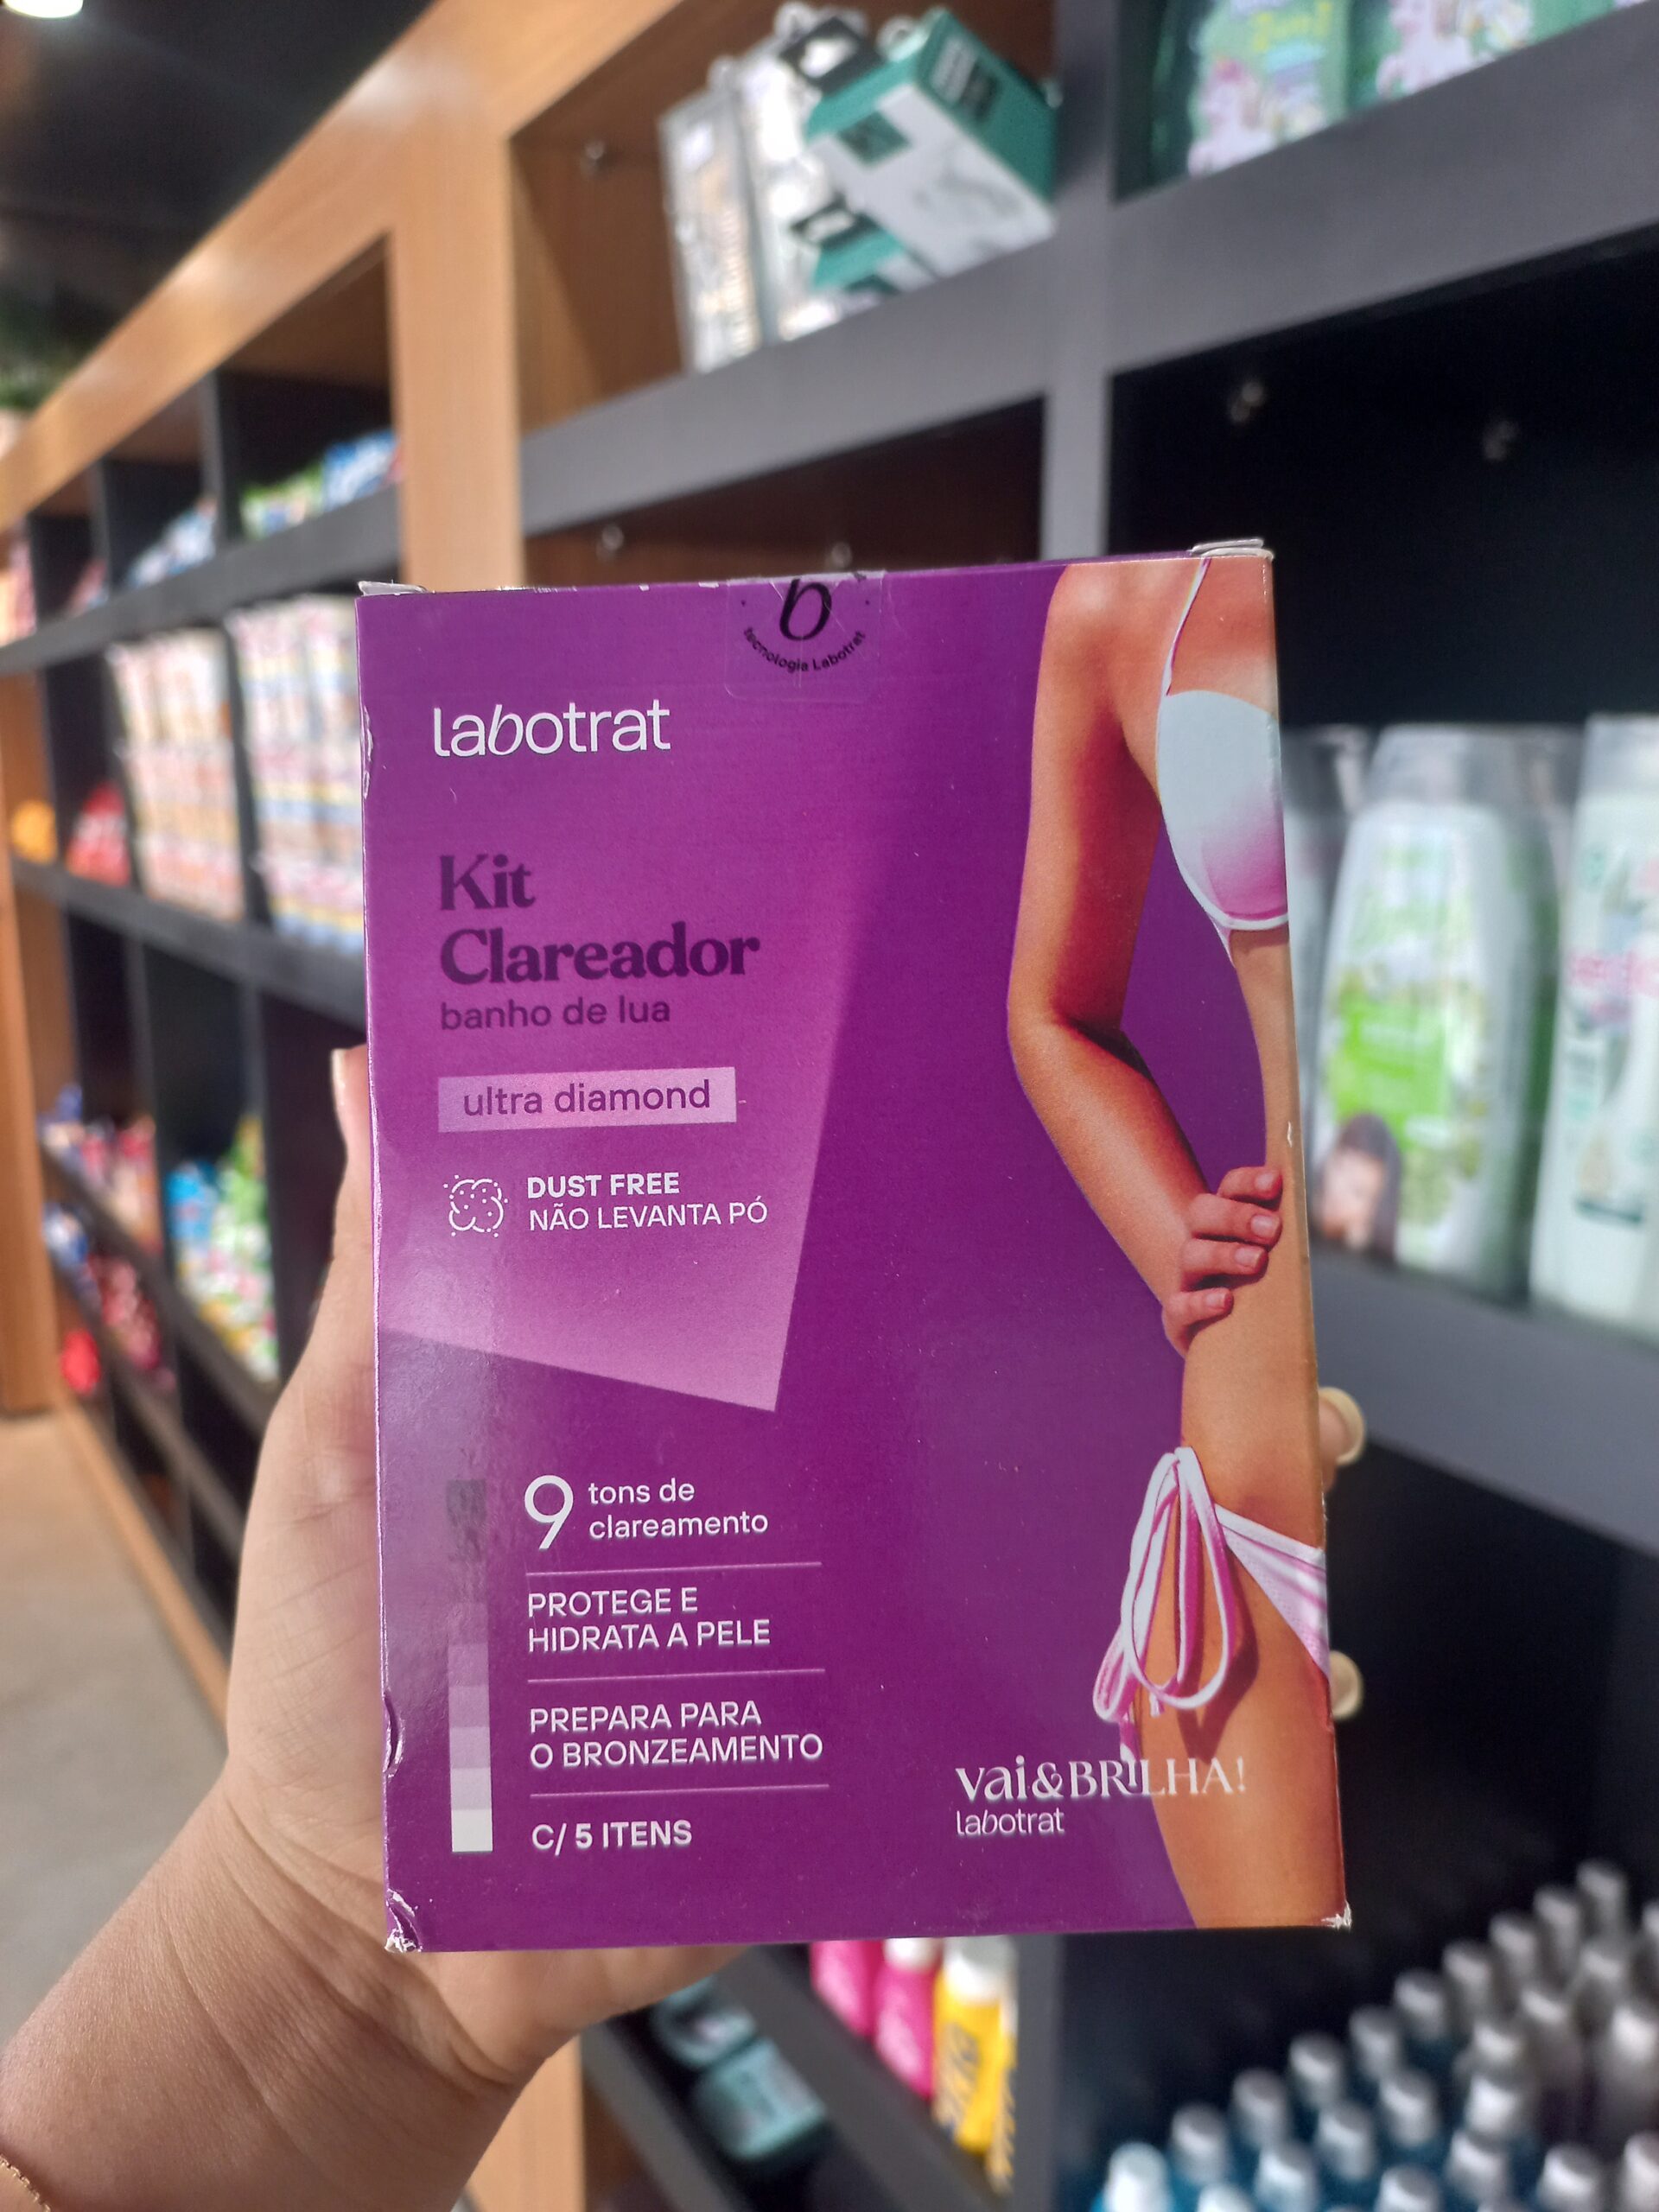 b
tecnologia Labotrat
labotrat
Kit
Clareador
banho de lua
ultra diamond
DUST FREE
NÃO LEVANTA PÓ
9 tons de
clareamento
PROTEGE E
HIDRATA A PELE
PREPARA PARA
O BRONZEAMENTO
C/ 5 ITENS
vai&BRILHA!
labotrat